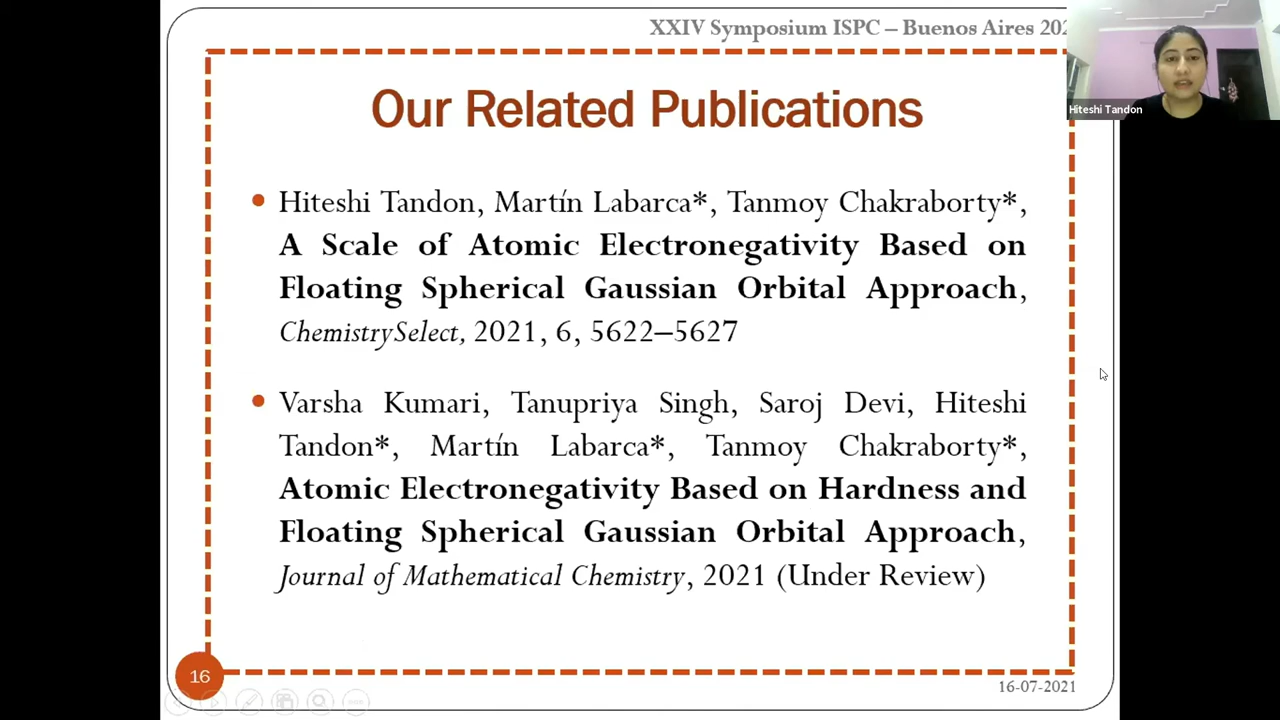 XXIV Symposium ISPC – Buenos Aires
Hiteshi Tandon
Our Related Publications
• Hiteshi Tandon, Martín Labarca*, Tanmoy Chakraborty*,
A Scale of Atomic Electronegativity Based on
Floating Spherical Gaussian Orbital Approach,
ChemistrySelect, 2021, 6, 5622–5627
• Varsha Kumari, Tanupriya Singh, Saroj Devi, Hiteshi
Tandon*, Martín Labarca*, Tanmoy Chakraborty*,
Atomic Electronegativity Based on Hardness and
Floating Spherical Gaussian Orbital Approach,
Journal of Mathematical Chemistry, 2021 (Under Review)
16
16-07-2021